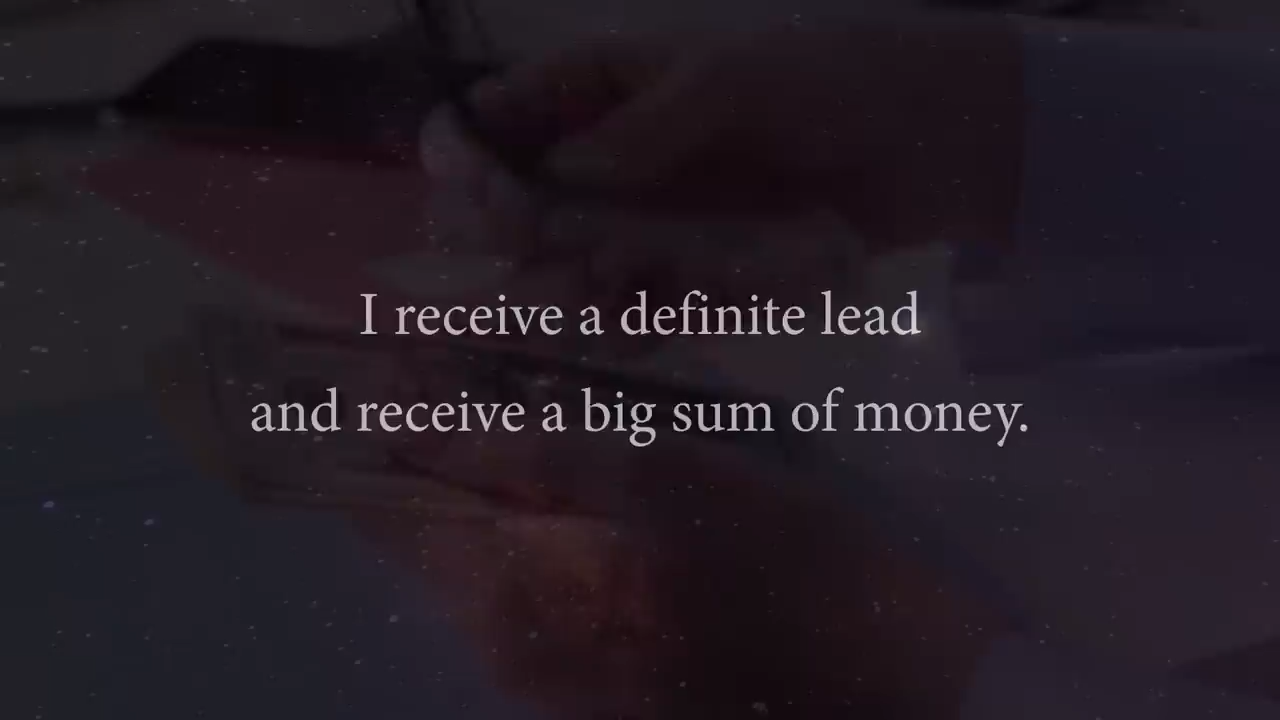 I receive a definite lead
and receive a big sum of money.